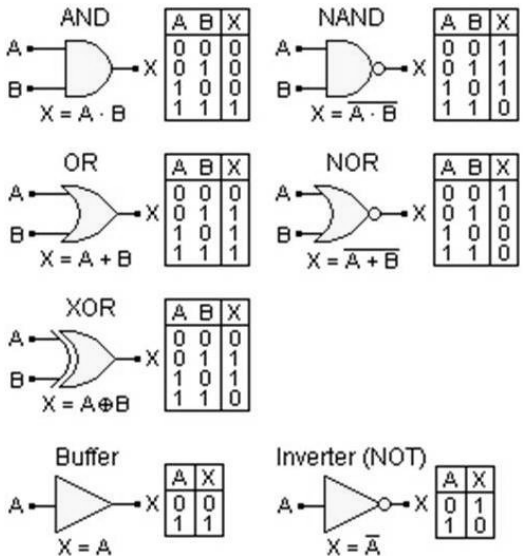 AND NAND
A B X A B X
A 0 0 0 A 0 0 1
X 0 1 0 X 0 1 1
B 1 0 0 B 1 0 1
X = A · B 1 1 1 X = \overline{A · B} 1 1 0
OR NOR
A B X A B X
A 0 0 0 A 0 0 1
X 0 1 1 X 0 1 0
B 1 0 1 B 1 0 0
X = A + B 1 1 1 X = \overline{A + B} 1 1 0
XOR
A B X
A 0 0 0
X 0 1 1
B 1 0 1
X = A⊕B 1 1 0
Buffer Inverter (NOT)
A X A X
A X 0 0 A X 0 1
1 1 1 0
X = A X = \overline{A}